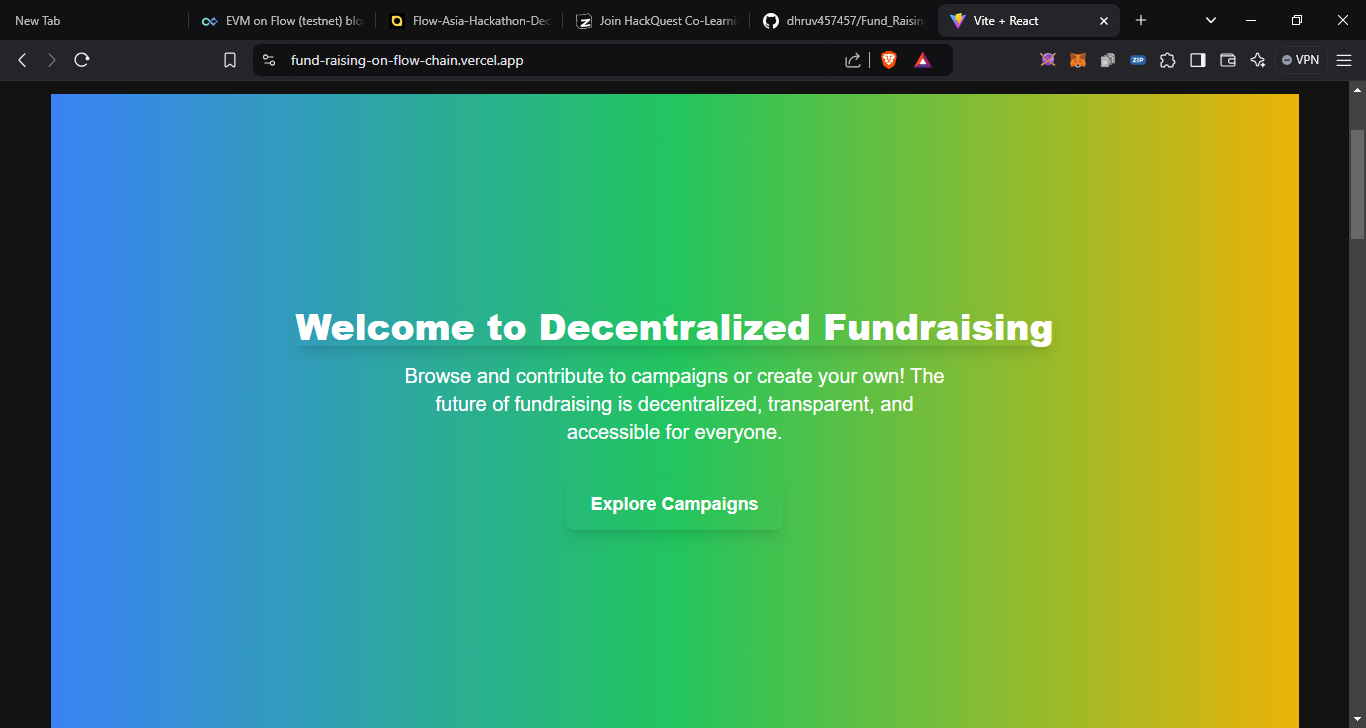 New Tab
EVM on Flow (testnet) blo
Flow-Asia-Hackathon-Dec
Join HackQuest Co-Learni
dhruv457457/Fund_Raisin
Vite + React
fund-raising-on-flow-chain.vercel.app
ZIP
VPN
Welcome to Decentralized Fundraising
Browse and contribute to campaigns or create your own! The
future of fundraising is decentralized, transparent, and
accessible for everyone.
Explore Campaigns